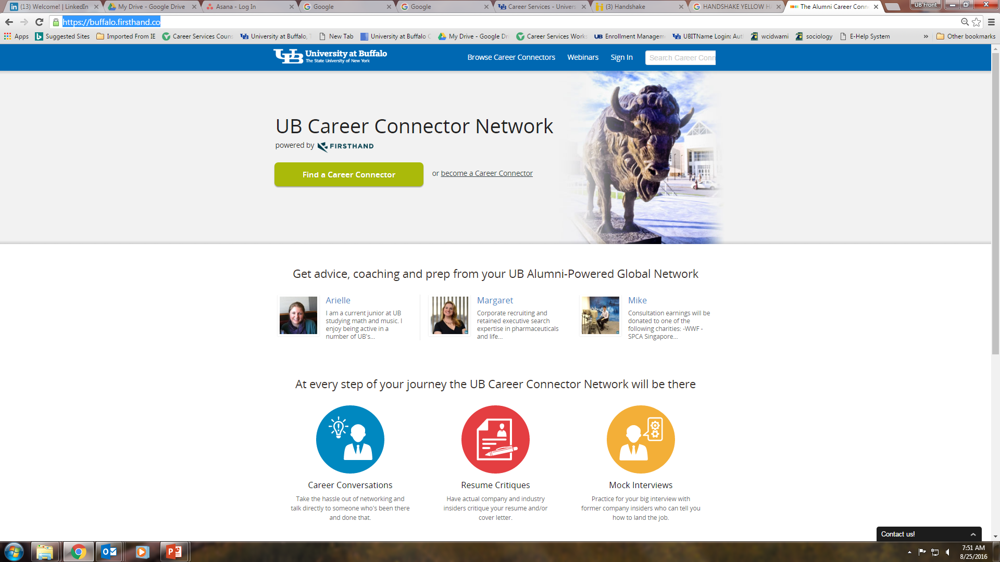 (13) Welcome! | LinkedIn
My Drive - Google Drive
Asana - Log In
Google
Google
Career Services - Univers
(3) Handshake
HANDSHAKE YELLOW H
The Alumni Career Conn
UB Front
https://buffalo.firsthand.co
Apps
Suggested Sites
Imported From IE
Career Services Coun
University at Buffalo, T
New Tab
University at Buffalo C
My Drive - Google Dri
Career Services Work
Enrollment Managem
UBITName Login: Aut
wcidwami
sociology
E-Help System
»
Other bookmarks
UB University at Buffalo
The State University of New York
Browse Career Connectors
Webinars
Sign In
Search Career Conn
UB Career Connector Network
powered by FIRSTHAND
Find a Career Connector
or become a Career Connector
Get advice, coaching and prep from your UB Alumni-Powered Global Network
Arielle
I am a current junior at UB
studying math and music. I
enjoy being active in a
number of UB's...
Margaret
Corporate recruiting and
retained executive search
expertise in pharmaceuticals
and life...
Mike
Consultation earnings will be
donated to one of the
following charities: -WWF -
SPCA Singapore...
At every step of your journey the UB Career Connector Network will be there
Career Conversations
Take the hassle out of networking and
talk directly to someone who's been there
and done that.
Resume Critiques
Have actual company and industry
insiders critique your resume and/or
cover letter.
Mock Interviews
Practice for your big interview with
former company insiders who can tell you
how to land the job.
Contact us!
7:51 AM
8/25/2016